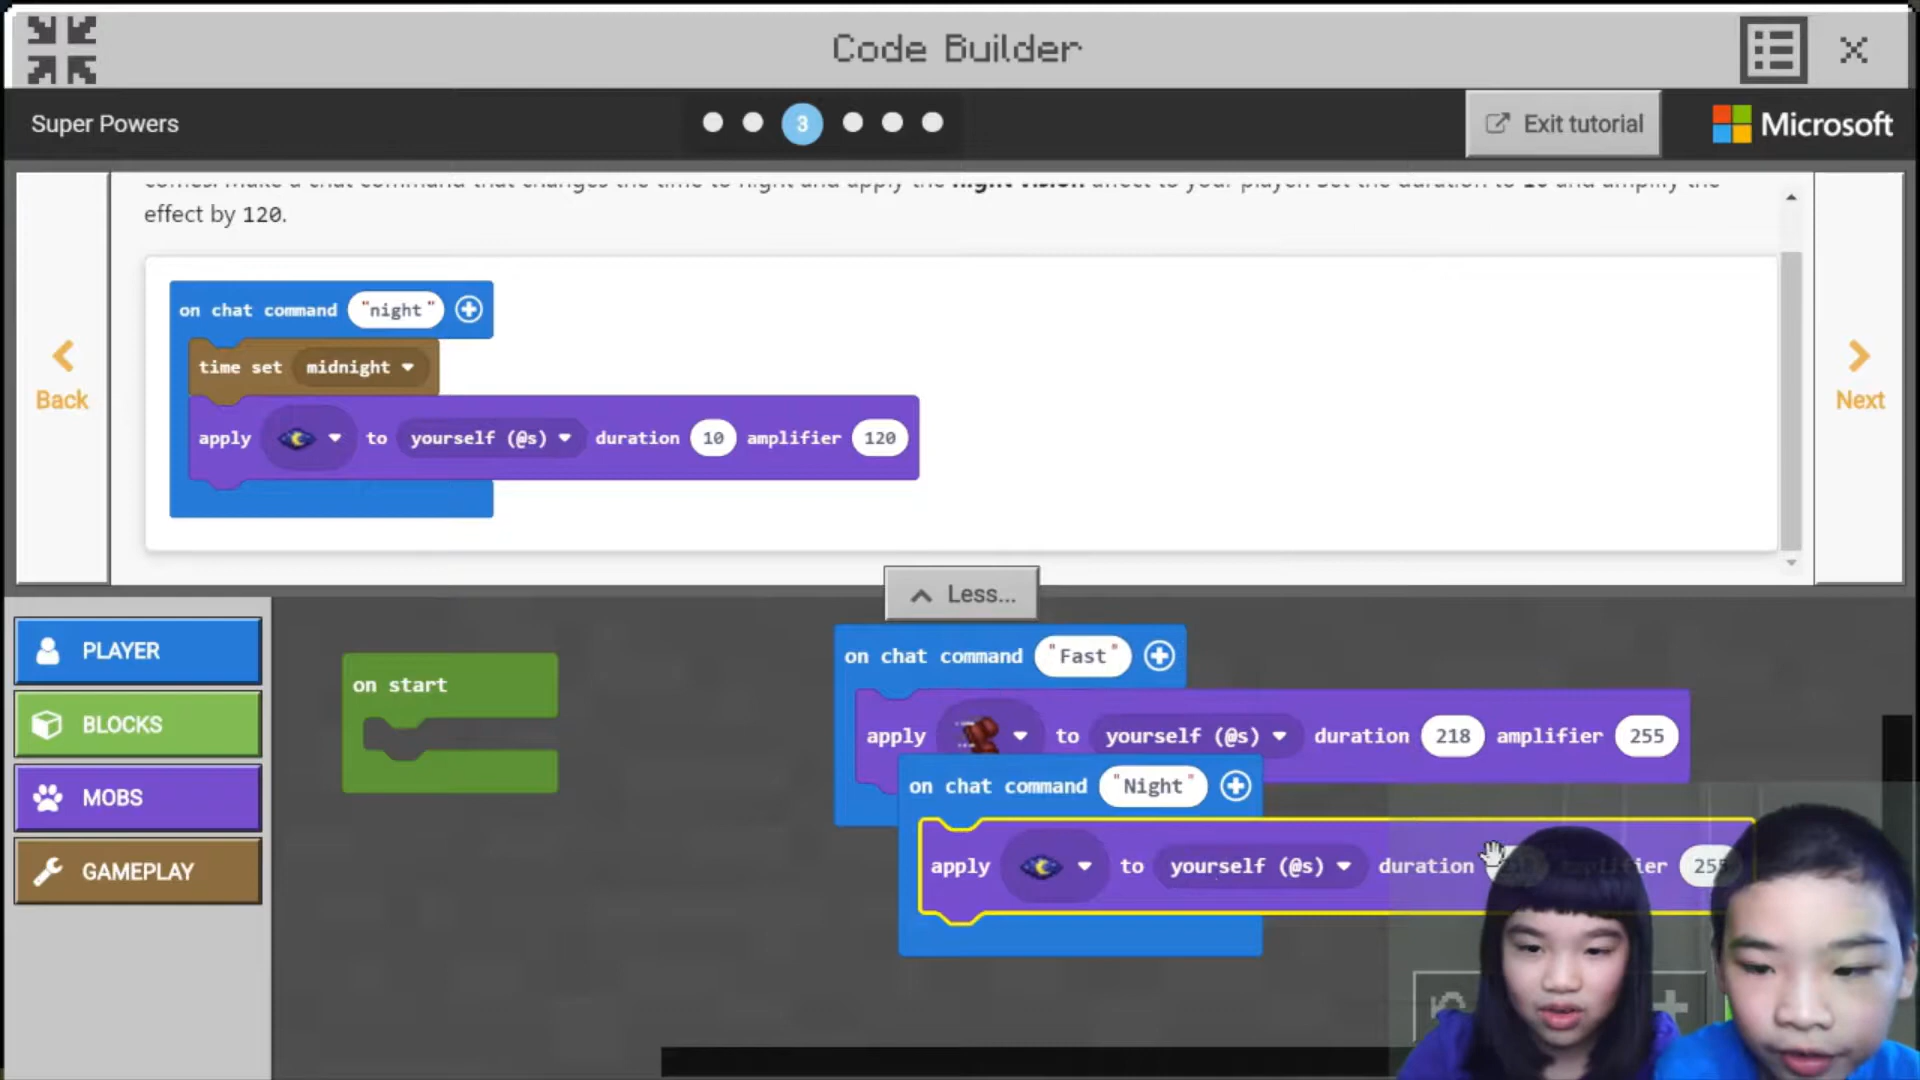 Code Builder
Super Powers
3
Exit tutorial
Microsoft
effect by 120.
on chat command "night"
time set midnight
apply to yourself (@s) duration 10 amplifier 120
Back
Next
Less...
PLAYER
BLOCKS
MOBS
GAMEPLAY
on start
on chat command "Fast"
apply to yourself (@s) duration 218 amplifier 255
on chat command "Night"
apply to yourself (@s) duration
255